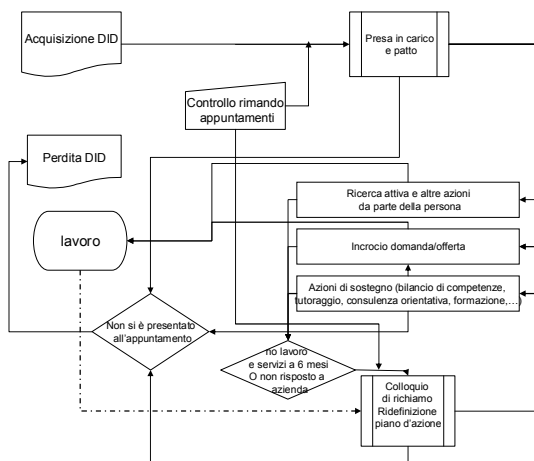 Acquisizione DID
Presa in carico
e patto
Controllo rimando
appuntamenti
Perdita DID
Ricerca attiva e altre azioni
da parte della persona
lavoro
Incrocio domanda/offerta
Azioni di sostegno (bilancio di competenze,
tutoraggio, consulenza orientativa, formazione,…)
Non si è presentato
all'appuntamento
no lavoro
e servizi a 6 mesi
O non risposto a
azienda
Colloquio
di richiamo
Ridefinizione
piano d'azione